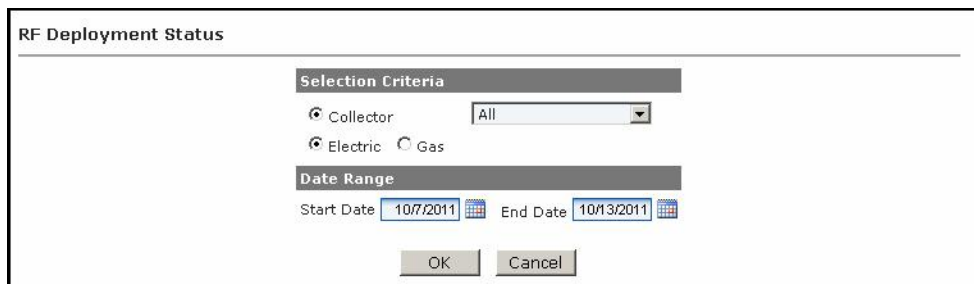 RF Deployment Status
Selection Criteria
Collector All
Electric Gas
Date Range
Start Date 10/7/2011 End Date 10/13/2011
OK Cancel